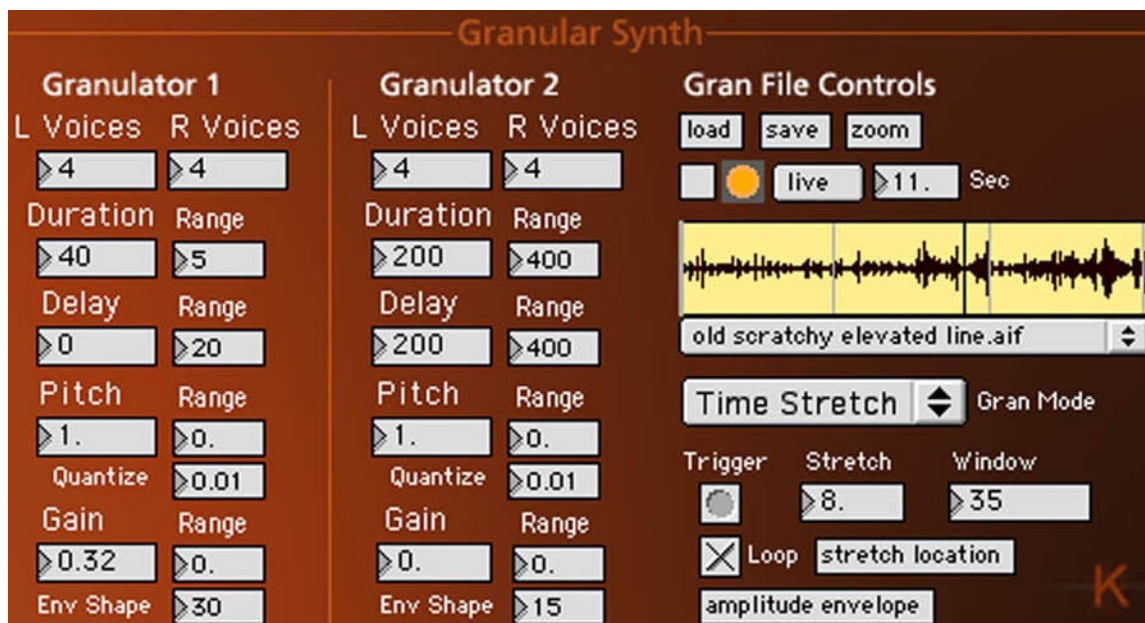 Granular Synth
Granulator 1
L Voices R Voices
4 4
Duration Range
40 5
Delay Range
0 20
Pitch Range
1. 0.
Quantize 0.01
Gain Range
0.32 0.
Env Shape 30
Granulator 2
L Voices R Voices
4 4
Duration Range
200 400
Delay Range
200 400
Pitch Range
1. 0.
Quantize 0.01
Gain Range
0. 0.
Env Shape 15
Gran File Controls
load save zoom
live 11. Sec
old scratchy elevated line.aif
Time Stretch Gran Mode
Trigger Stretch Window
8. 35
Loop stretch location
amplitude envelope
K